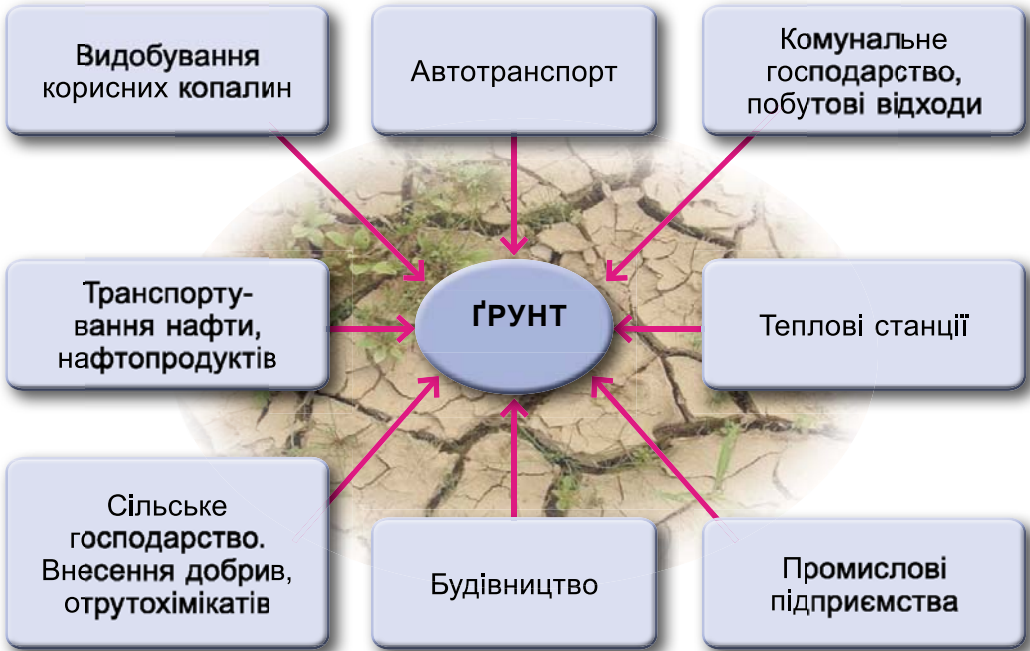 Видобування
корисних копалин
Автотранспорт
Комунальне
господарство,
побутові відходи
Транспорту-
вання нафти,
нафтопродуктів
ҐРУНТ
Теплові станції
Сільське
господарство.
Внесення добрив,
отрутохімікатів
Будівництво
Промислові
підприємства